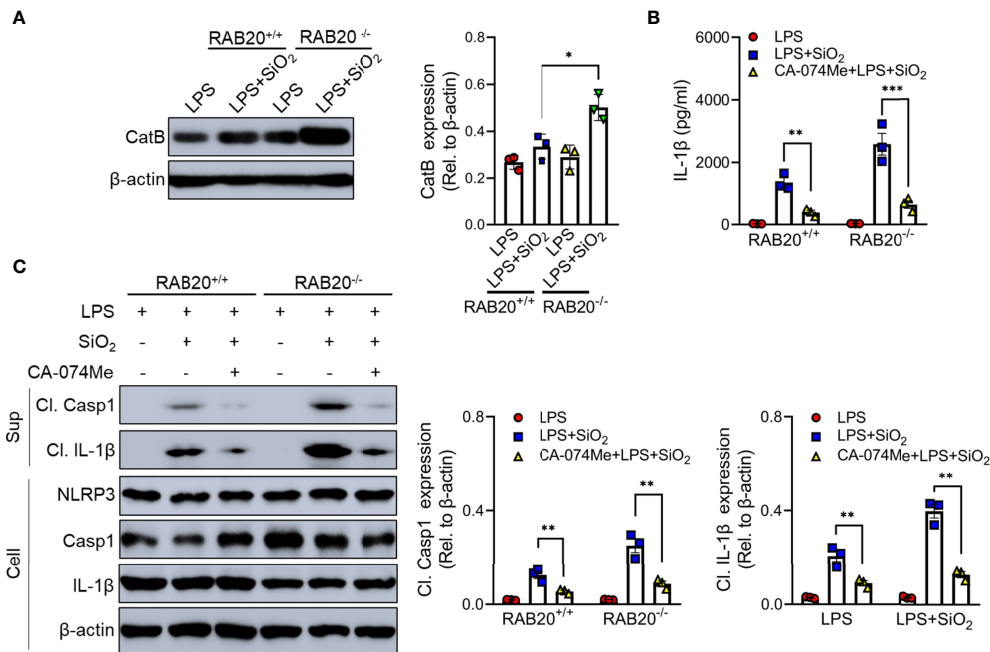 A
RAB20+/+ RAB20 -/-
LPS LPS+SiO2 LPS LPS+SiO2
CatB
β-actin
CatB expression
(Rel. to β-actin)
0.8
0.6
0.4
0.2
0.0
*
LPS LPS+SiO2 LPS LPS+SiO2
RAB20+/+ RAB20-/-
B
IL-1β (pg/ml)
6000
4000
2000
0
LPS
LPS+SiO2
CA-074Me+LPS+SiO2
** ***
RAB20+/+ RAB20-/-
C
RAB20+/+ RAB20-/-
LPS + + + + + +
SiO2 - + + - + +
CA-074Me - - + - - +
Sup
Cl. Casp1
Cl. IL-1β
Cell
NLRP3
Casp1
IL-1β
β-actin
Cl. Casp1 expression
(Rel. to β-actin)
0.8
0.4
0.0
LPS
LPS+SiO2
CA-074Me+LPS+SiO2
** **
RAB20+/+ RAB20-/-
Cl. IL-1β expression
(Rel. to β-actin)
0.8
0.4
0.0
LPS
LPS+SiO2
CA-074Me+LPS+SiO2
** **
LPS LPS+SiO2